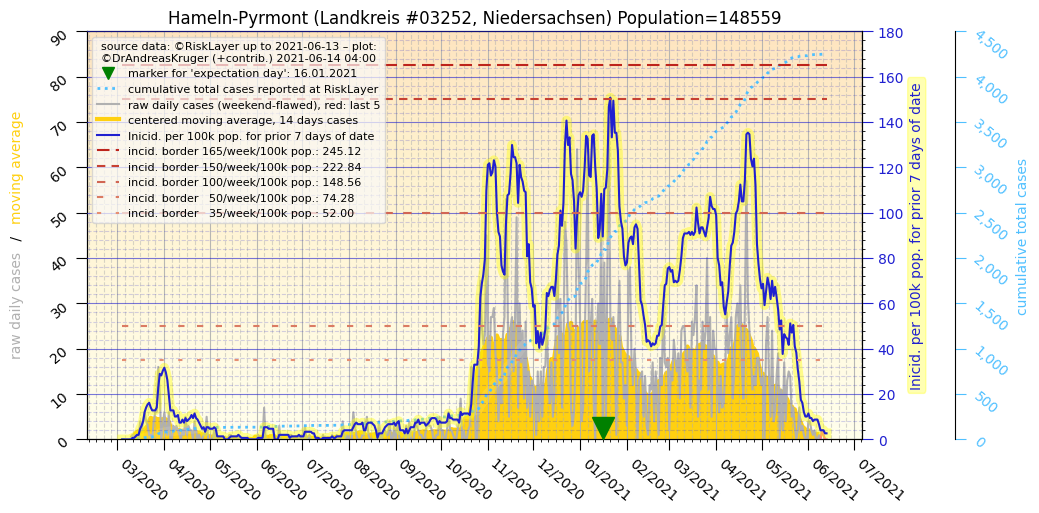 Hameln-Pyrmont (Landkreis #03252, Niedersachsen) Population=148559
source data: ©RiskLayer up to 2021-06-13 – plot:
©DrAndreasKruger (+contrib.) 2021-06-14 04:00
marker for 'expectation day': 16.01.2021
cumulative total cases reported at RiskLayer
raw daily cases (weekend-flawed), red: last 5
centered moving average, 14 days cases
Inicid. per 100k pop. for prior 7 days of date
incid. border 165/week/100k pop.: 245.12
incid. border 150/week/100k pop.: 222.84
incid. border 100/week/100k pop.: 148.56
incid. border   50/week/100k pop.: 74.28
incid. border   35/week/100k pop.: 52.00
raw daily cases / moving average
90
80
70
60
50
40
30
20
10
0
180
160
140
120
100
80
60
40
20
0
Inicid. per 100k pop. for prior 7 days of date
4,500
4,000
3,500
3,000
2,500
2,000
1,500
1,000
500
0
cumulative total cases
03/2020
04/2020
05/2020
06/2020
07/2020
08/2020
09/2020
10/2020
11/2020
12/2020
01/2021
02/2021
03/2021
04/2021
05/2021
06/2021
07/2021